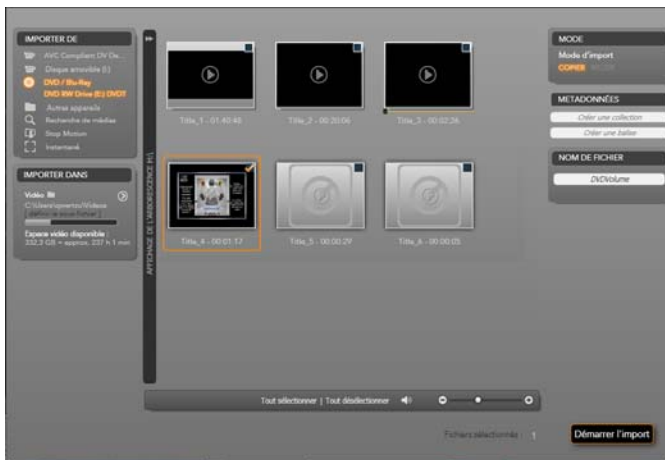 IMPORTER DE
AVC Compliant DV De...
Disque amovible (I:)
DVD / Blu-Ray
DVD RW Drive (E:) DVDT
Autres appareils
Recherche de médias
Stop Motion
Instantané
IMPORTER DANS
Vidéo
C:\Users\qwertzu\Videos
Espace vidéo disponible :
332.3 GB = approx. 237 h 1 min
AFFICHAGE DE L'ARBORESCENCE
Title_1 - 01:40:40
Title_2 - 00:20:06
Title_3 - 00:02:26
Title_4 - 00:01:17
Title_5 - 00:00:29
Title_6 - 00:00:05
Tout sélectionner | Tout désélectionner
MODE
Mode d'import
COPIER
METADONNÉES
Créer une collection
Créer une balise
NOM DE FICHIER
DVDVolume
Fichiers sélectionnés : 1
Démarrer l'import